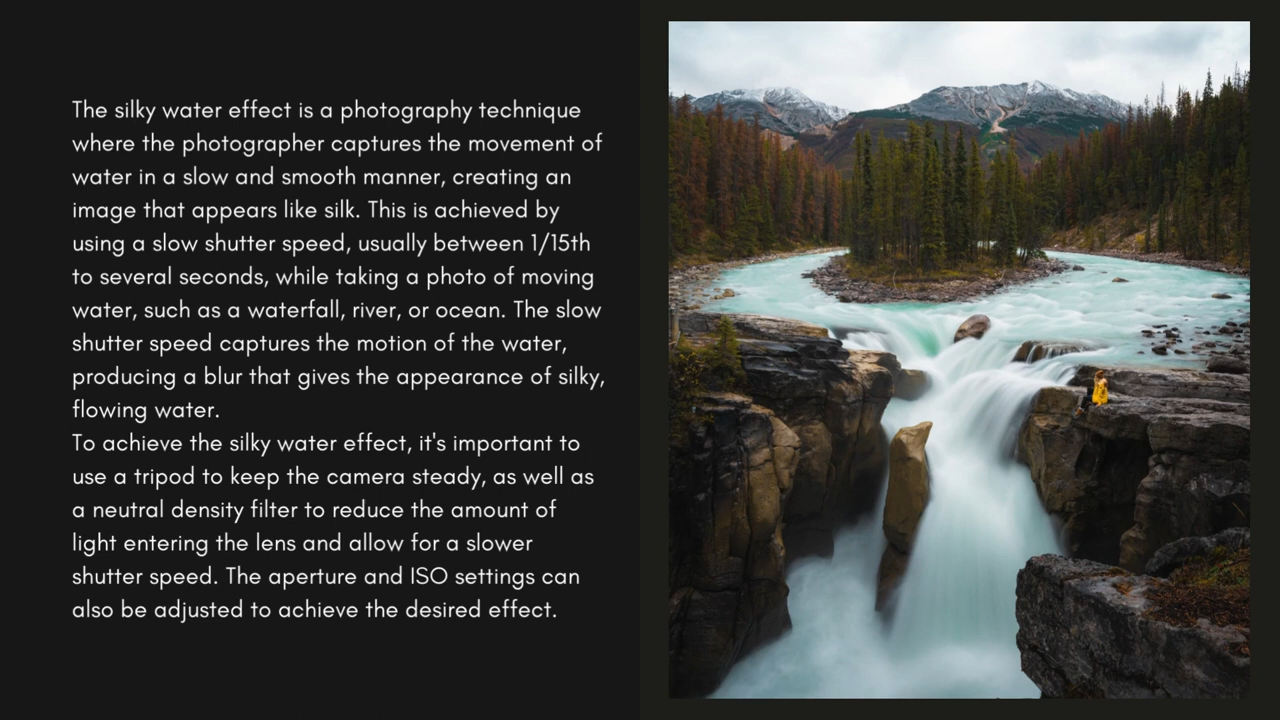 The silky water effect is a photography technique
where the photographer captures the movement of
water in a slow and smooth manner, creating an
image that appears like silk. This is achieved by
using a slow shutter speed, usually between 1/15th
to several seconds, while taking a photo of moving
water, such as a waterfall, river, or ocean. The slow
shutter speed captures the motion of the water,
producing a blur that gives the appearance of silky,
flowing water.
To achieve the silky water effect, it's important to
use a tripod to keep the camera steady, as well as
a neutral density filter to reduce the amount of
light entering the lens and allow for a slower
shutter speed. The aperture and ISO settings can
also be adjusted to achieve the desired effect.